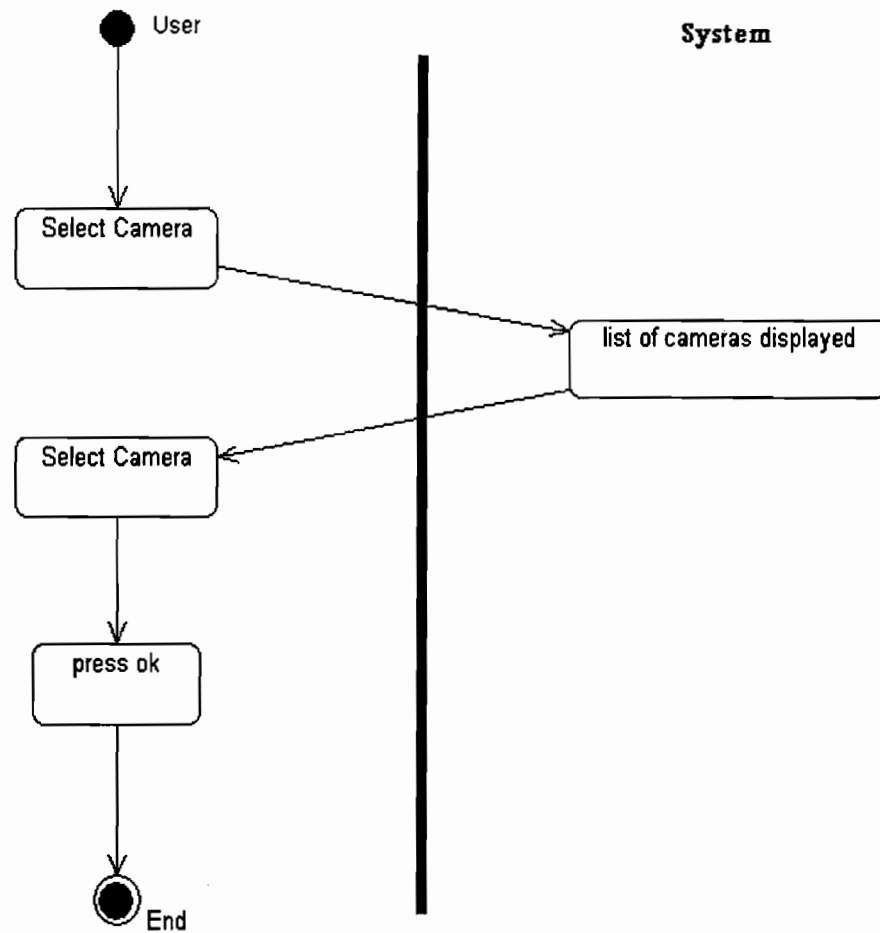 User
System
Select Camera
list of cameras displayed
Select Camera
press ok
End